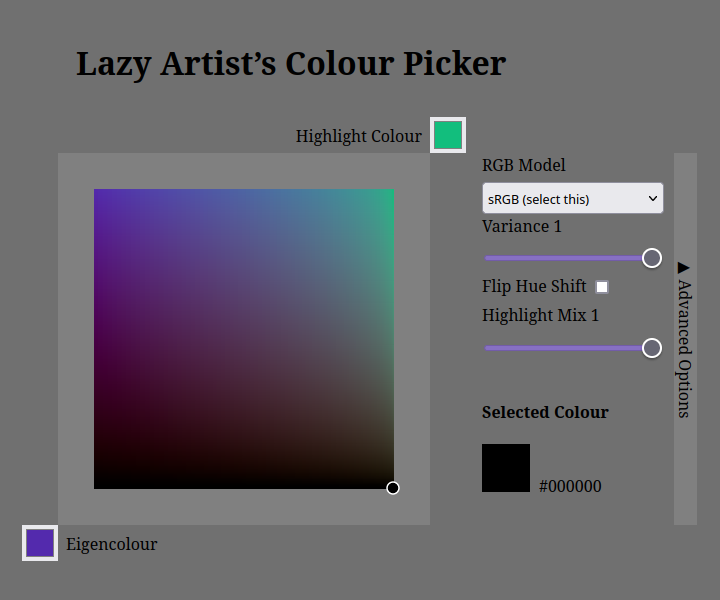 Lazy Artist’s Colour Picker
Highlight Colour
RGB Model
sRGB (select this)
Variance 1
Flip Hue Shift
Highlight Mix 1
▶ Advanced Options
Selected Colour
#000000
Eigencolour